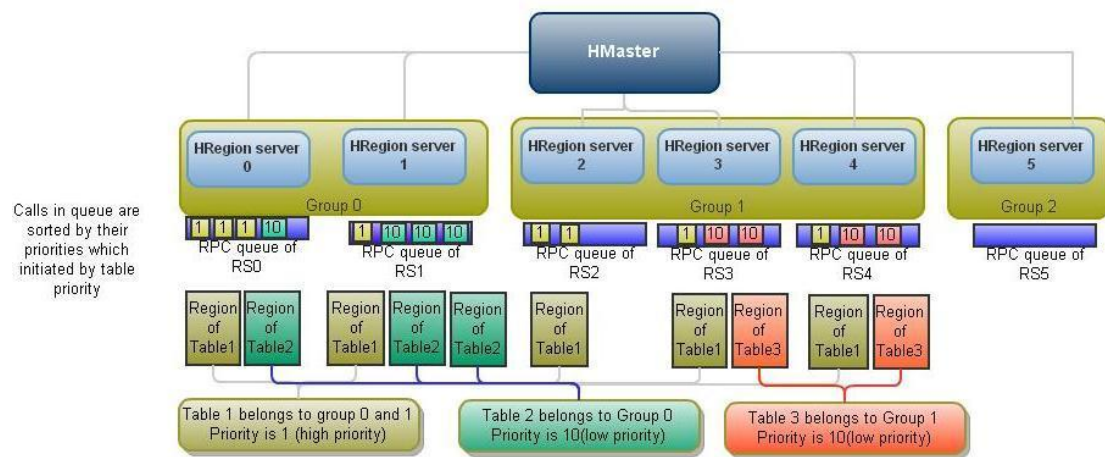 HMaster
HRegion server
0
HRegion server
1
HRegion server
2
HRegion server
3
HRegion server
4
HRegion server
5
Group 0
Group 1
Group 2
Calls in queue are
sorted by their
priorities which
initiated by table
priority
1 1 1 10
RPC queue of
RS0
1 10 10 10
RPC queue of
RS1
1 1
RPC queue of
RS2
1 10 10
RPC queue of
RS3
1 10 10
RPC queue of
RS4
RPC queue of
RS5
Region
of
Table1
Region
of
Table2
Region
of
Table1
Region
of
Table2
Region
of
Table2
Region
of
Table1
Region
of
Table1
Region
of
Table3
Region
of
Table1
Region
of
Table3
Table 1 belongs to group 0 and 1
Priority is 1 (high priority)
Table 2 belongs to Group 0
Priority is 10(low priority)
Table 3 belongs to Group 1
Priority is 10(low priority)